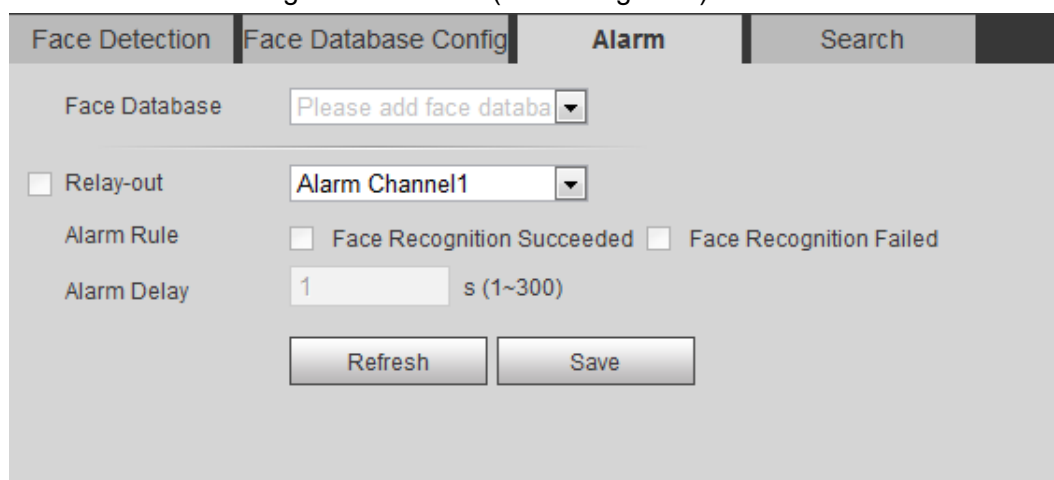 Face Detection Face Database Config Alarm Search
Face Database Please add face databa
Relay-out Alarm Channel1
Alarm Rule Face Recognition Succeeded Face Recognition Failed
Alarm Delay 1 s (1~300)
Refresh Save